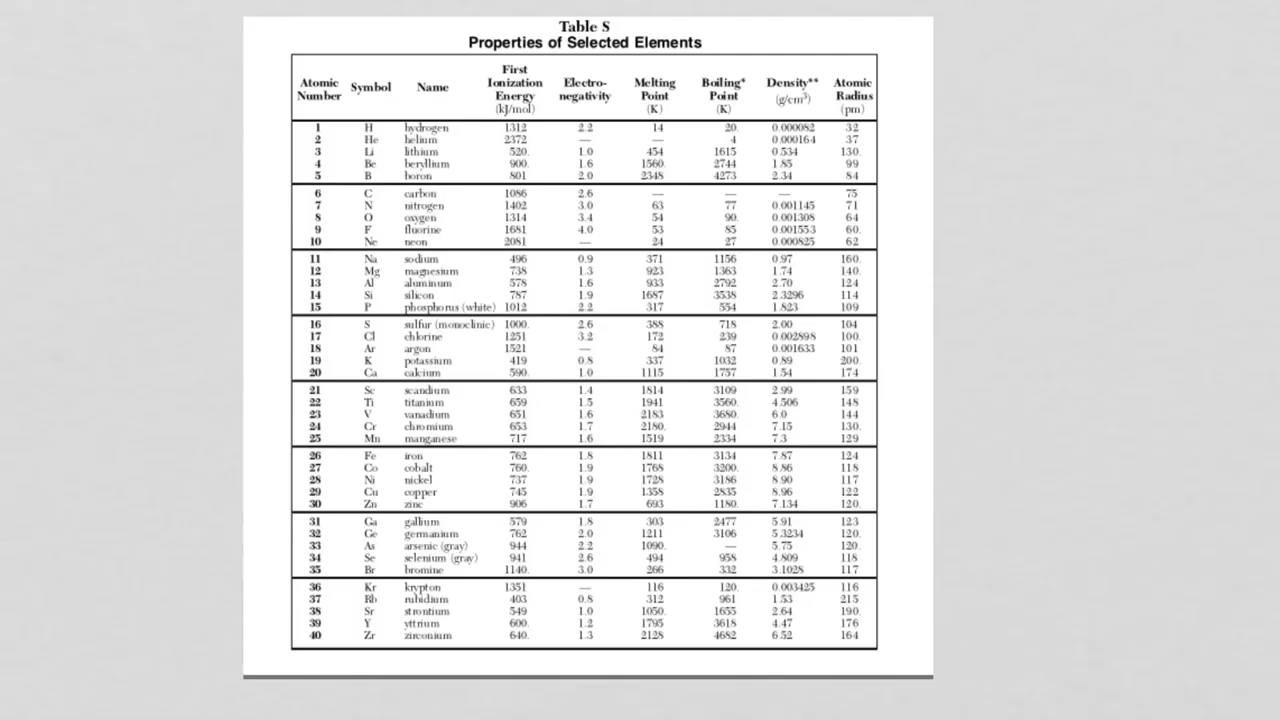 Table S
Properties of Selected Elements
Atomic Number Symbol Name First Ionization Energy (kJ/mol) Electro-negativity Melting Point (K) Boiling* Point (K) Density** (g/cm³) Atomic Radius (pm)
1 H hydrogen 1312 2.2 14 20. 0.000082 32
2 He helium 2372 — — 4 0.000164 37
3 Li lithium 520. 1.0 454 1615 0.534 130.
4 Be beryllium 900. 1.6 1560. 2744 1.85 99
5 B boron 801 2.0 2348 4273 2.34 84
6 C carbon 1086 2.6 — — — 75
7 N nitrogen 1402 3.0 63 77 0.001145 71
8 O oxygen 1314 3.4 54 90. 0.001308 64
9 F fluorine 1681 4.0 53 85 0.001553 60.
10 Ne neon 2081 — 24 27 0.000825 62
11 Na sodium 496 0.9 371 1156 0.97 160.
12 Mg magnesium 738 1.3 923 1363 1.74 140.
13 Al aluminum 578 1.6 933 2792 2.70 124
14 Si silicon 787 1.9 1687 3538 2.3296 114
15 P phosphorus (white) 1012 2.2 317 554 1.823 109
16 S sulfur (monoclinic) 1000. 2.6 388 718 2.00 104
17 Cl chlorine 1251 3.2 172 239 0.002898 100.
18 Ar argon 1521 — 84 87 0.001633 101
19 K potassium 419 0.8 337 1032 0.89 200.
20 Ca calcium 590. 1.0 1115 1757 1.54 174
21 Sc scandium 633 1.4 1814 3109 2.99 159
22 Ti titanium 659 1.5 1941 3560. 4.506 148
23 V vanadium 651 1.6 2183 3680. 6.0 144
24 Cr chromium 653 1.7 2180. 2944 7.15 130.
25 Mn manganese 717 1.6 1519 2334 7.3 129
26 Fe iron 762 1.8 1811 3134 7.87 124
27 Co cobalt 760. 1.9 1768 3200. 8.86 118
28 Ni nickel 737 1.9 1728 3186 8.90 117
29 Cu copper 745 1.9 1358 2835 8.96 122
30 Zn zinc 906 1.7 693 1180. 7.134 120.
31 Ga gallium 579 1.8 303 2477 5.91 123
32 Ge germanium 762 2.0 1211 3106 5.3234 120.
33 As arsenic (gray) 944 2.2 1090. — 5.75 120.
34 Se selenium (gray) 941 2.6 494 958 4.809 118
35 Br bromine 1140. 3.0 266 332 3.1028 117
36 Kr krypton 1351 — 116 120. 0.003425 116
37 Rb rubidium 403 0.8 312 961 1.53 215
38 Sr strontium 549 1.0 1050. 1655 2.64 190.
39 Y yttrium 600. 1.2 1795 3618 4.47 176
40 Zr zirconium 640. 1.3 2128 4682 6.52 164